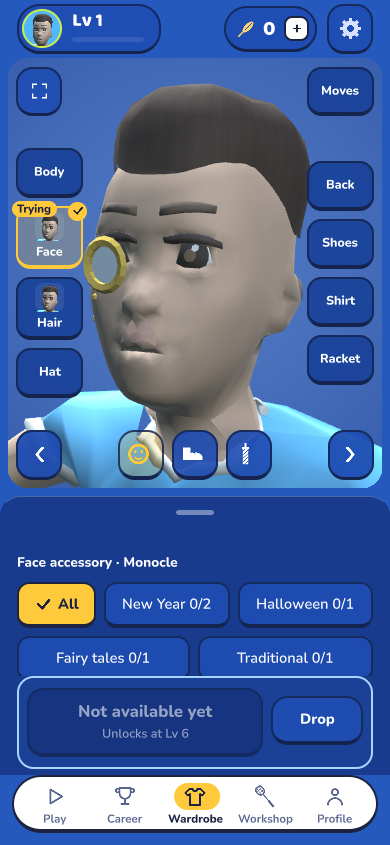 Lv 1
0
+
Moves
Body
Back
Trying
Face
Shoes
Hair
Shirt
Hat
Racket
Face accessory · Monocle
All
New Year 0/2
Halloween 0/1
Fairy tales 0/1
Traditional 0/1
Not available yet
Unlocks at Lv 6
Drop
Play
Career
Wardrobe
Workshop
Profile